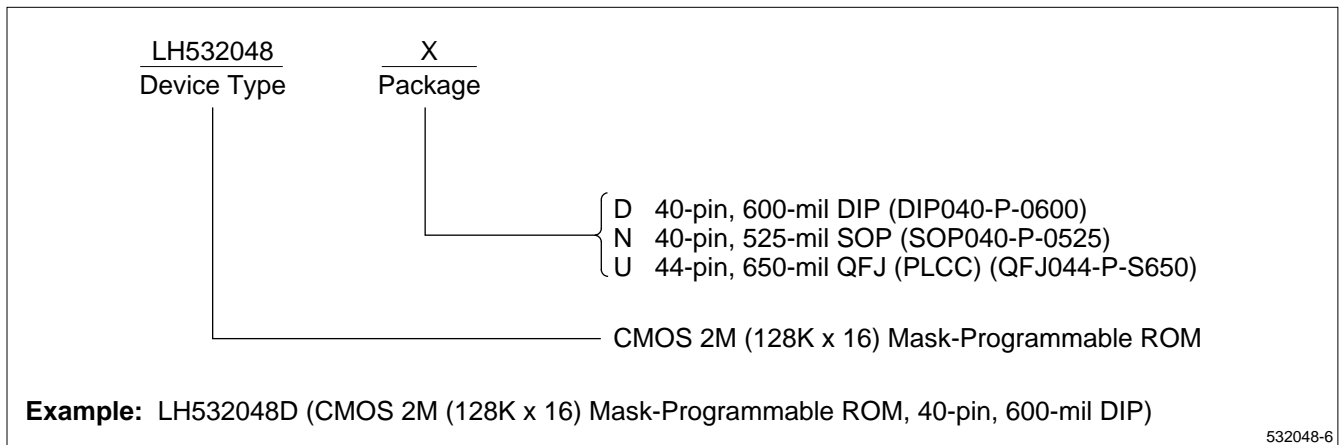 LH532048 X
Device Type Package
D 40-pin, 600-mil DIP (DIP040-P-0600)
N 40-pin, 525-mil SOP (SOP040-P-0525)
U 44-pin, 650-mil QFJ (PLCC) (QFJ044-P-S650)
CMOS 2M (128K x 16) Mask-Programmable ROM
Example: LH532048D (CMOS 2M (128K x 16) Mask-Programmable ROM, 40-pin, 600-mil DIP)
532048-6